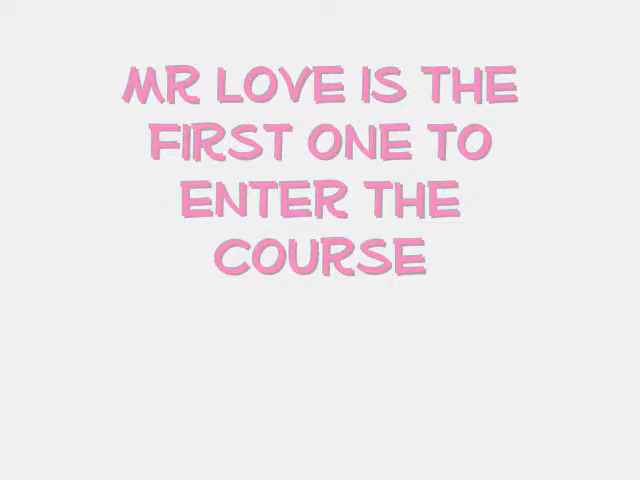 MR LOVE IS THE
FIRST ONE TO
ENTER THE
COURSE